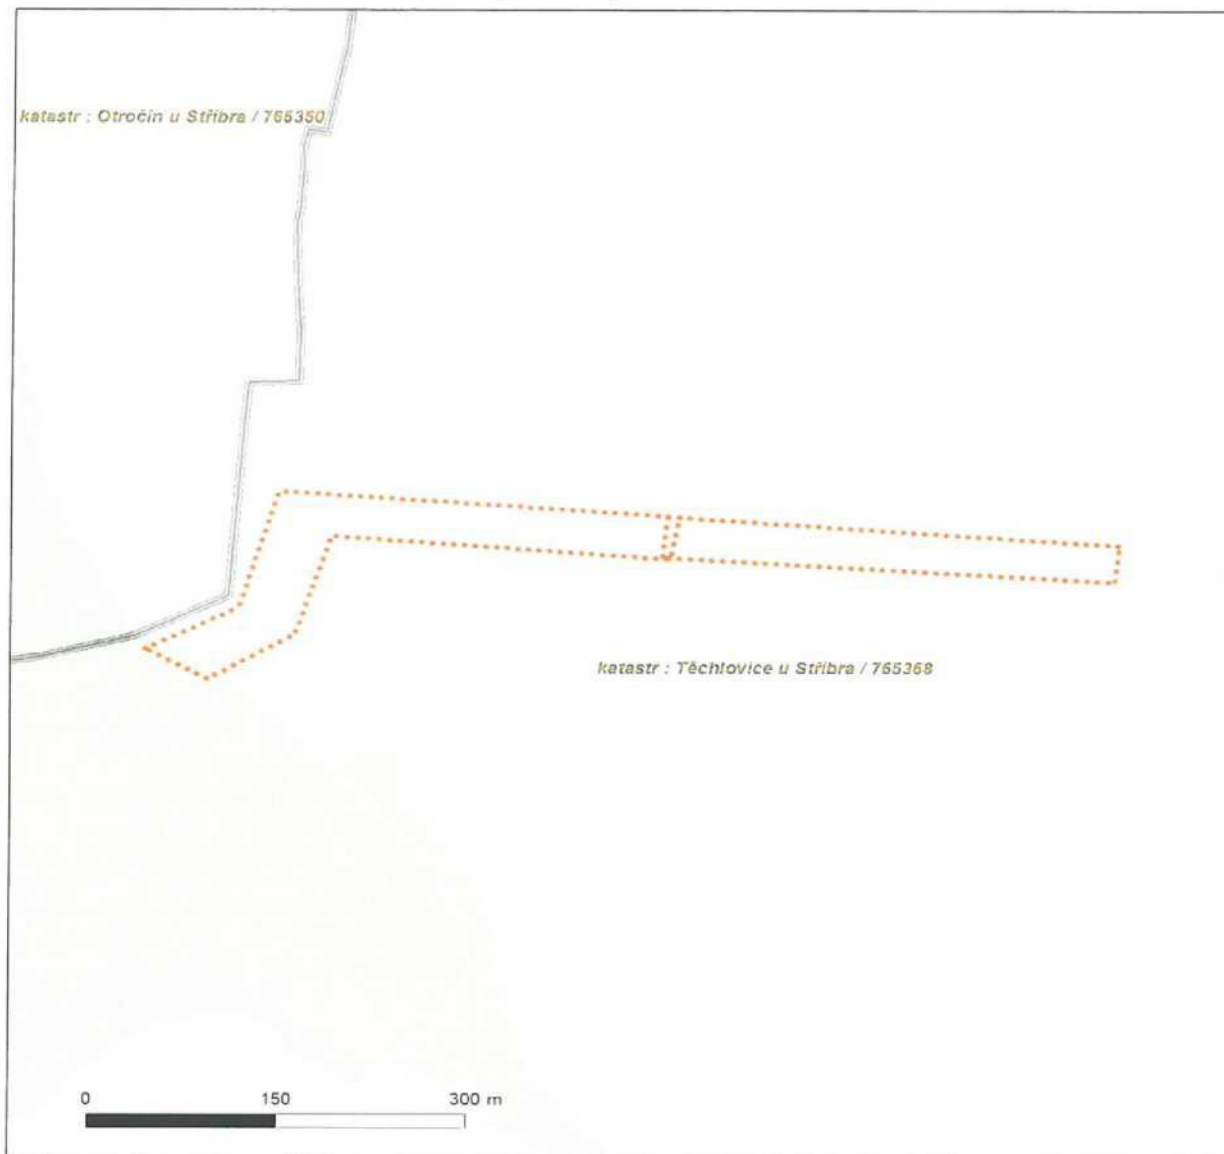 katastr : Otročín u Stříbra / 765350
katastr : Těchlovice u Stříbra / 765368
0 150 300 m